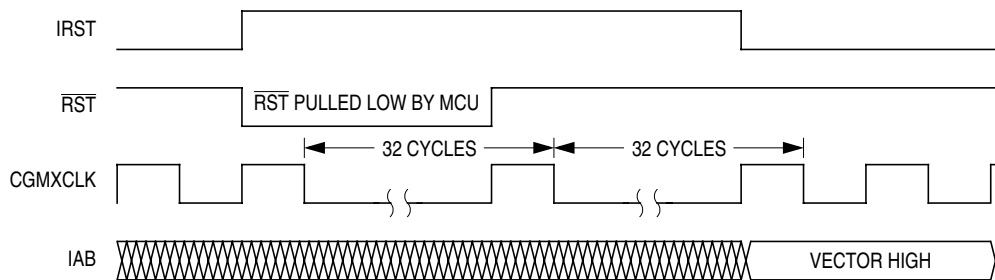 IRST
RST
RST PULLED LOW BY MCU
32 CYCLES
32 CYCLES
CGMXCLK
IAB
VECTOR HIGH